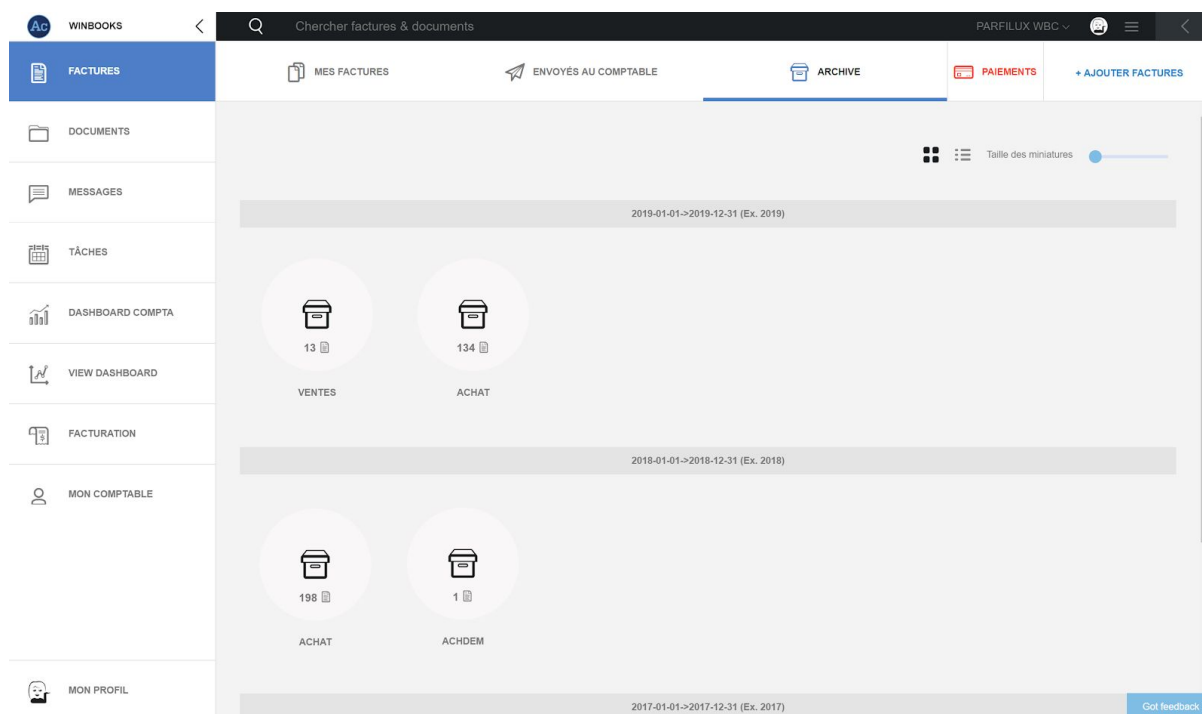 Ac WINBOOKS
Chercher factures & documents
PARFILUX WBC
FACTURES
MES FACTURES
ENVOYÉS AU COMPTABLE
ARCHIVE
PAIEMENTS
+ AJOUTER FACTURES
DOCUMENTS
MESSAGES
TÂCHES
DASHBOARD COMPTA
VIEW DASHBOARD
FACTURATION
MON COMPTABLE
MON PROFIL
Taille des miniatures
2019-01-01->2019-12-31 (Ex. 2019)
13
134
VENTES
ACHAT
2018-01-01->2018-12-31 (Ex. 2018)
198
1
ACHAT
ACHDEM
2017-01-01->2017-12-31 (Ex. 2017)
Got feedback